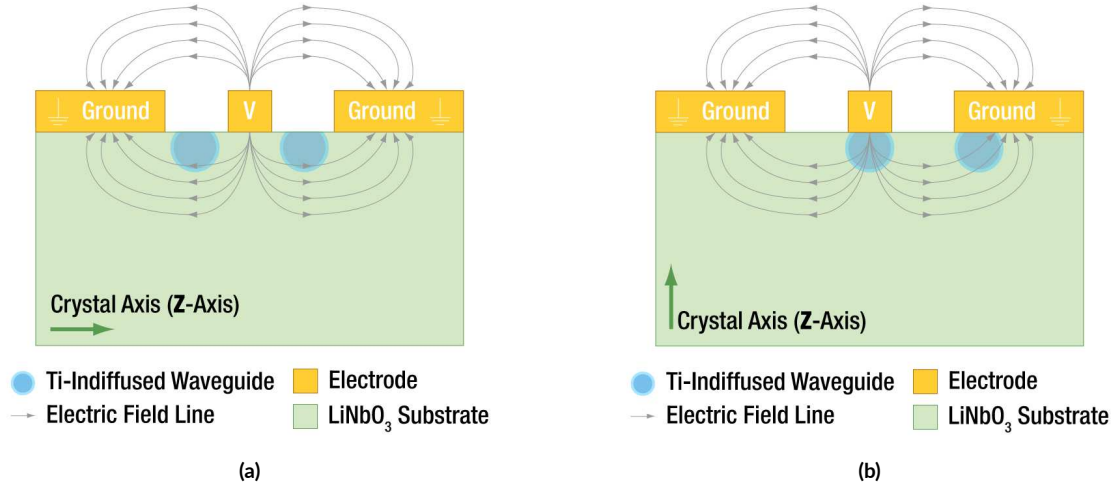 Ground V Ground
Crystal Axis (Z-Axis)
Ti-Indiffused Waveguide Electrode
Electric Field Line LiNbO₃ Substrate
(a)
Ground V Ground
Crystal Axis (Z-Axis)
Ti-Indiffused Waveguide Electrode
Electric Field Line LiNbO₃ Substrate
(b)